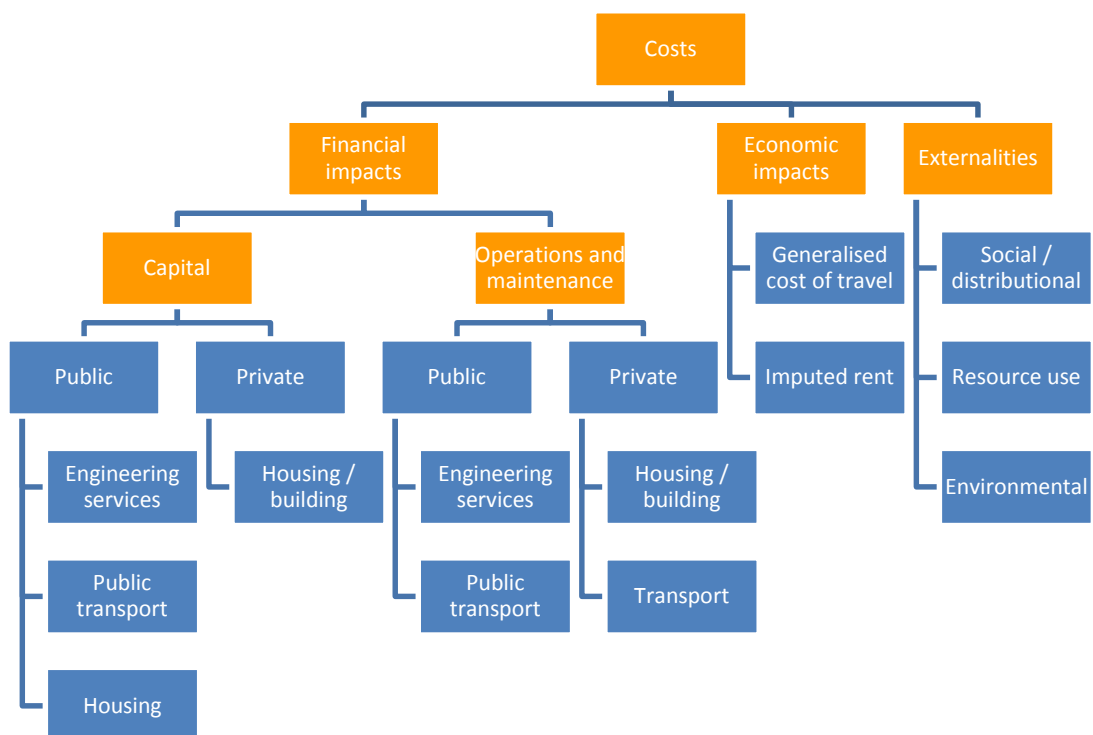 Costs
Financial
impacts
Economic
impacts
Externalities
Capital
Operations and
maintenance
Generalised
cost of travel
Social /
distributional
Public
Private
Public
Private
Imputed rent
Resource use
Engineering
services
Housing /
building
Engineering
services
Housing /
building
Environmental
Public
transport
Public
transport
Transport
Housing